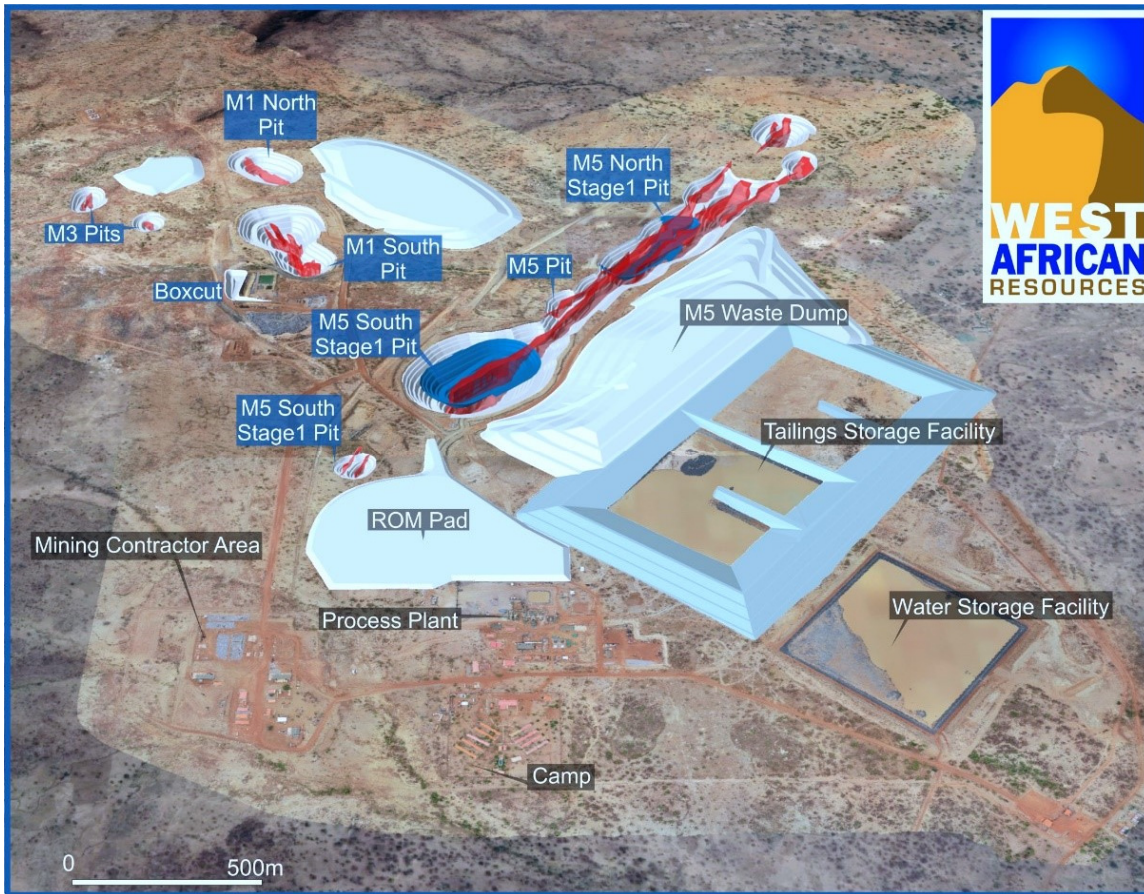 M1 North
Pit
M5 North
Stage1 Pit
WEST
AFRICAN
RESOURCES
M3 Pits
M1 South
Pit
M5 Pit
Boxcut
M5 South
Stage1 Pit
M5 Waste Dump
M5 South
Stage1 Pit
Tailings Storage Facility
ROM Pad
Mining Contractor Area
Process Plant
Water Storage Facility
Camp
0 500m